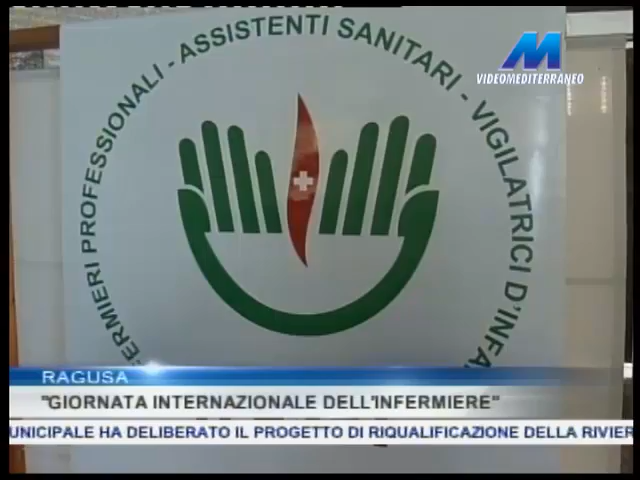 FERMIERI PROFESSIONALI - ASSISTENTI SANITARI - VIGILATRICI D'INFA
M
VIDEOMEDITERRANEO
RAGUSA
"GIORNATA INTERNAZIONALE DELL'INFERMIERE"
UNICIPALE HA DELIBERATO IL PROGETTO DI RIQUALIFICAZIONE DELLA RIVIER